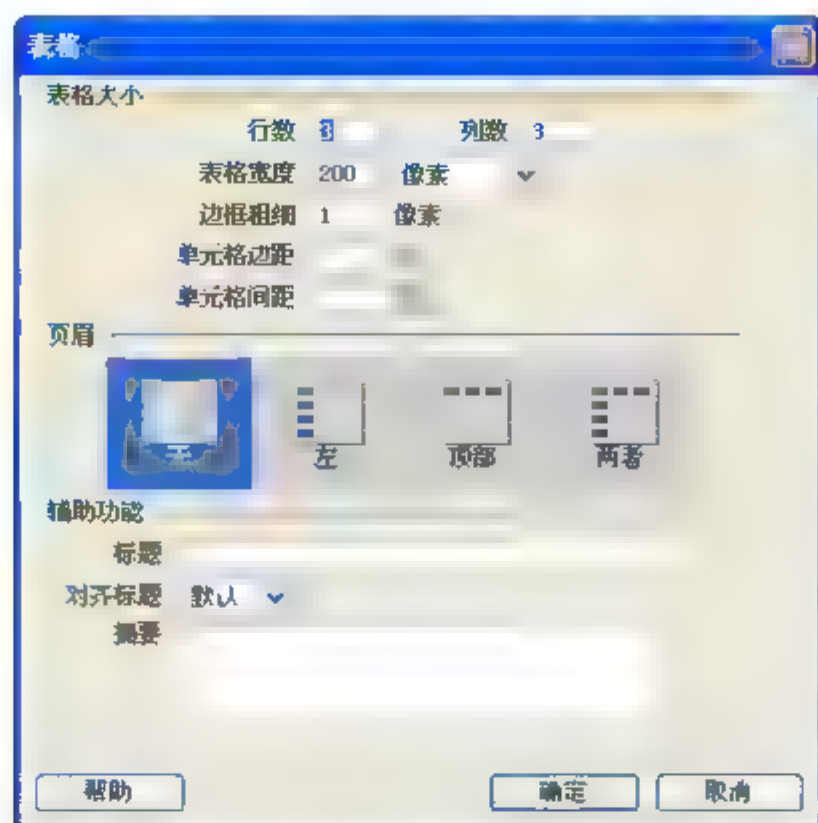 表格
表格大小
行数 3 列数 3
表格宽度 200 像素
边框粗细 1 像素
单元格边距
单元格间距
页眉
无 左 顶部 两者
辅助功能
标题
对齐标题 默认
摘要
帮助 确定 取消